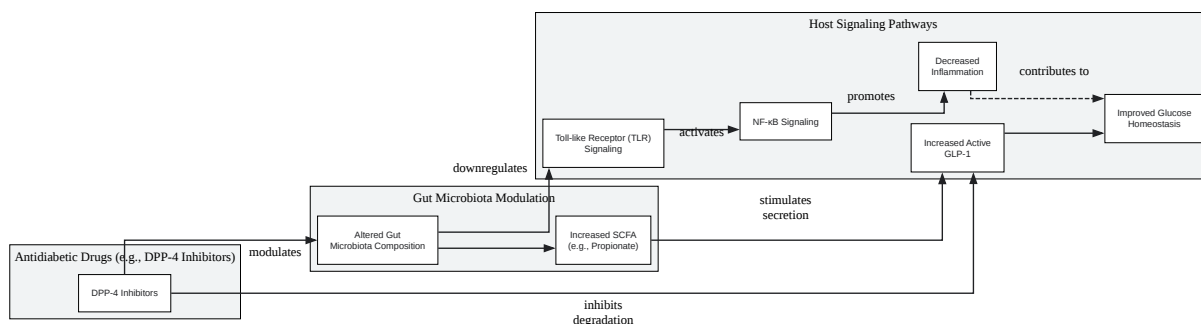 Host Signaling Pathways
Decreased
Inflammation
contributes to
promotes
Improved Glucose
Homeostasis
NF-κB Signaling
activates
Toll-like Receptor (TLR)
Signaling
Increased Active
GLP-1
downregulates
Gut Microbiota Modulation
stimulates
secretion
Altered Gut
Microbiota Composition
Increased SCFA
(e.g., Propionate)
modulates
Antidiabetic Drugs (e.g., DPP-4 Inhibitors)
DPP-4 Inhibitors
inhibits
degradation